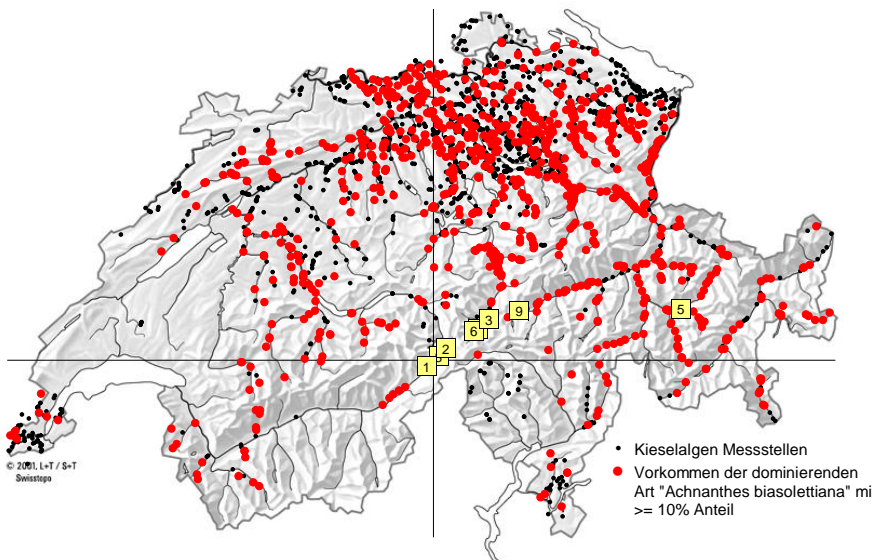 9
5
3
6
2
1
Kieselalgen Messstellen
Vorkommen der dominierenden
Art "Achnanthes biasolettiana" mi
>= 10% Anteil
© 2001, L+T / S+T
Swisstopo